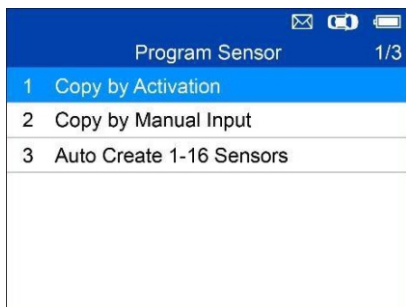 Program Sensor 1/3
1 Copy by Activation
2 Copy by Manual Input
3 Auto Create 1-16 Sensors